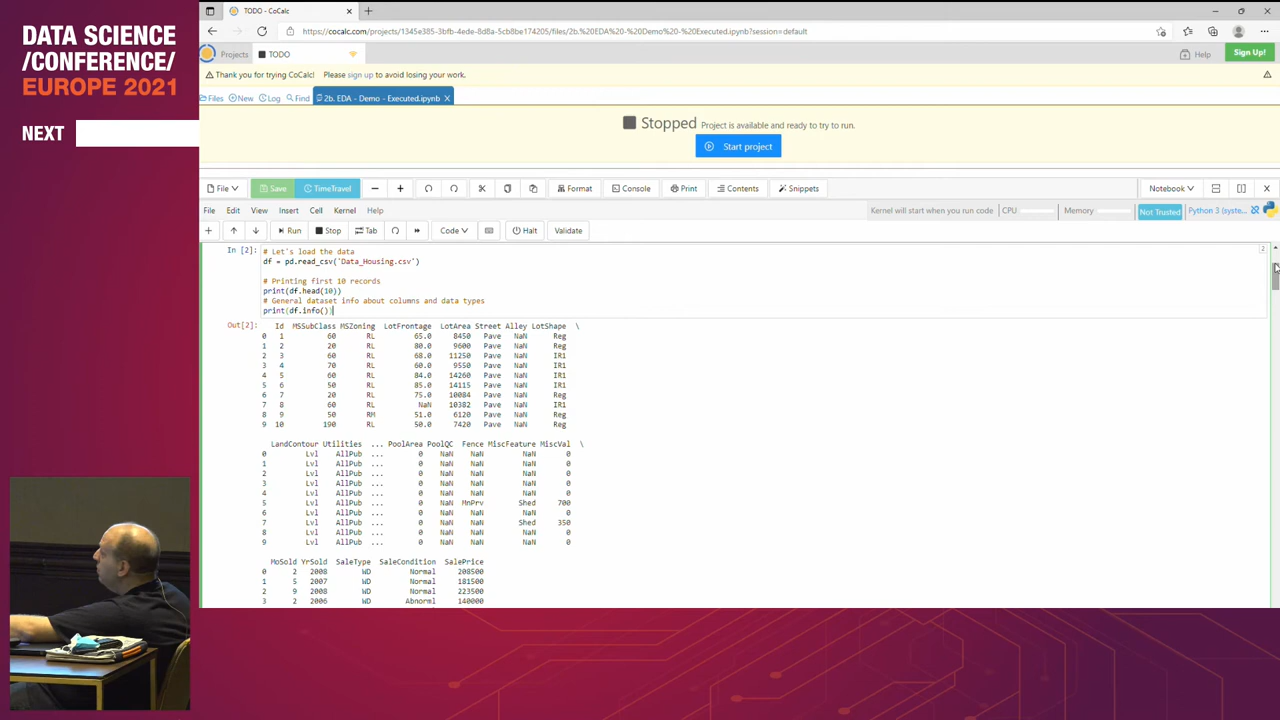 DATA SCIENCE
/CONFERENCE/
EUROPE 2021
NEXT
TODO - CoCalc
https://cocalc.com/projects/1345e385-3bfb-4ede-8d8a-5cb8be174205/files/2b.%20EDA%20-%20Demo%20-%20Executed.ipynb?session=default
Projects TODO Help Sign Up!
Thank you for trying CoCalc! Please sign up to avoid losing your work.
Files New Log Find 2b. EDA - Demo - Executed.ipynb
Stopped Project is available and ready to try to run.
Start project
File Save TimeTravel Format Console Print Contents Snippets Notebook
File Edit View Insert Cell Kernel Help Kernel will start when you run code CPU Memory Not Trusted Python 3 (syste...
Run Stop Tab Code Halt Validate
In [2]: # Let's load the data 2
df = pd.read_csv('Data_Housing.csv')
# Printing first 10 records
print(df.head(10))
# General dataset info about columns and data types
print(df.info())
Out[2]: Id MSSubClass MSZoning LotFrontage LotArea Street Alley LotShape \
0 1 60 RL 65.0 8450 Pave NaN Reg
1 2 20 RL 80.0 9600 Pave NaN Reg
2 3 60 RL 68.0 11250 Pave NaN IR1
3 4 70 RL 60.0 9550 Pave NaN IR1
4 5 60 RL 84.0 14260 Pave NaN IR1
5 6 50 RL 85.0 14115 Pave NaN IR1
6 7 20 RL 75.0 10084 Pave NaN Reg
7 8 60 RL NaN 10382 Pave NaN IR1
8 9 50 RM 51.0 6120 Pave NaN Reg
9 10 190 RL 50.0 7420 Pave NaN Reg
LandContour Utilities ... PoolArea PoolQC Fence MiscFeature MiscVal \
0 Lvl AllPub ... 0 NaN NaN NaN 0
1 Lvl AllPub ... 0 NaN NaN NaN 0
2 Lvl AllPub ... 0 NaN NaN NaN 0
3 Lvl AllPub ... 0 NaN NaN NaN 0
4 Lvl AllPub ... 0 NaN NaN NaN 0
5 Lvl AllPub ... 0 NaN MnPrv Shed 700
6 Lvl AllPub ... 0 NaN NaN NaN 0
7 Lvl AllPub ... 0 NaN NaN Shed 350
8 Lvl AllPub ... 0 NaN NaN NaN 0
9 Lvl AllPub ... 0 NaN NaN NaN 0
MoSold YrSold SaleType SaleCondition SalePrice
0 2 2008 WD Normal 208500
1 5 2007 WD Normal 181500
2 9 2008 WD Normal 223500
3 2 2006 WD Abnorml 140000